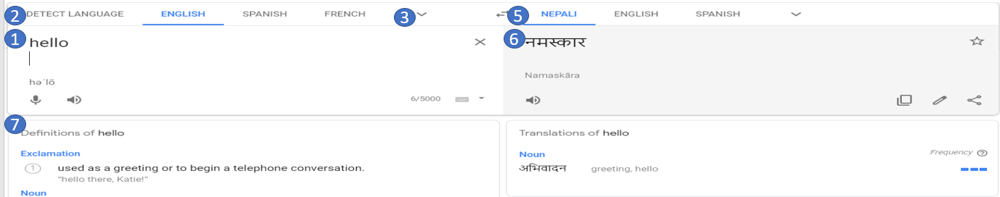 2 DETECT LANGUAGE ENGLISH SPANISH FRENCH 3 5 NEPALI ENGLISH SPANISH
1 hello
6 नमस्कार
həˈlō
Namaskāra
6/5000
7 Definitions of hello
Exclamation
1 used as a greeting or to begin a telephone conversation.
"hello there, Katie!"
Noun
Translations of hello
Noun Frequency ?
अभिवादन greeting, hello